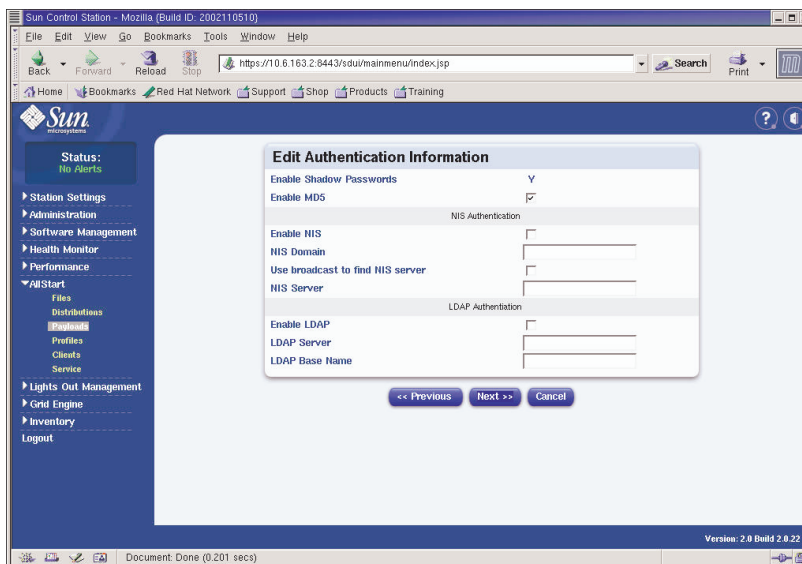 Sun Control Station - Mozilla {Build ID: 2002110510}
File Edit View Go Bookmarks Tools Window Help
Back Forward Reload Stop https://10.6.163.2:8443/sdui/mainmenu/index.jsp Search Print
Home Bookmarks Red Hat Network Support Shop Products Training
Sun
microsystems
Status:
No Alerts
Station Settings
Administration
Software Management
Health Monitor
Performance
AllStart
Files
Distributions
Payloads
Profiles
Clients
Service
Lights Out Management
Grid Engine
Inventory
Logout
Edit Authentication Information
Enable Shadow Passwords Y
Enable MD5
NIS Authentication
Enable NIS
NIS Domain
Use broadcast to find NIS server
NIS Server
LDAP Authentiation
Enable LDAP
LDAP Server
LDAP Base Name
<< Previous Next >> Cancel
Version: 2.0 Build 2.0.22
Document: Done (0.201 secs)